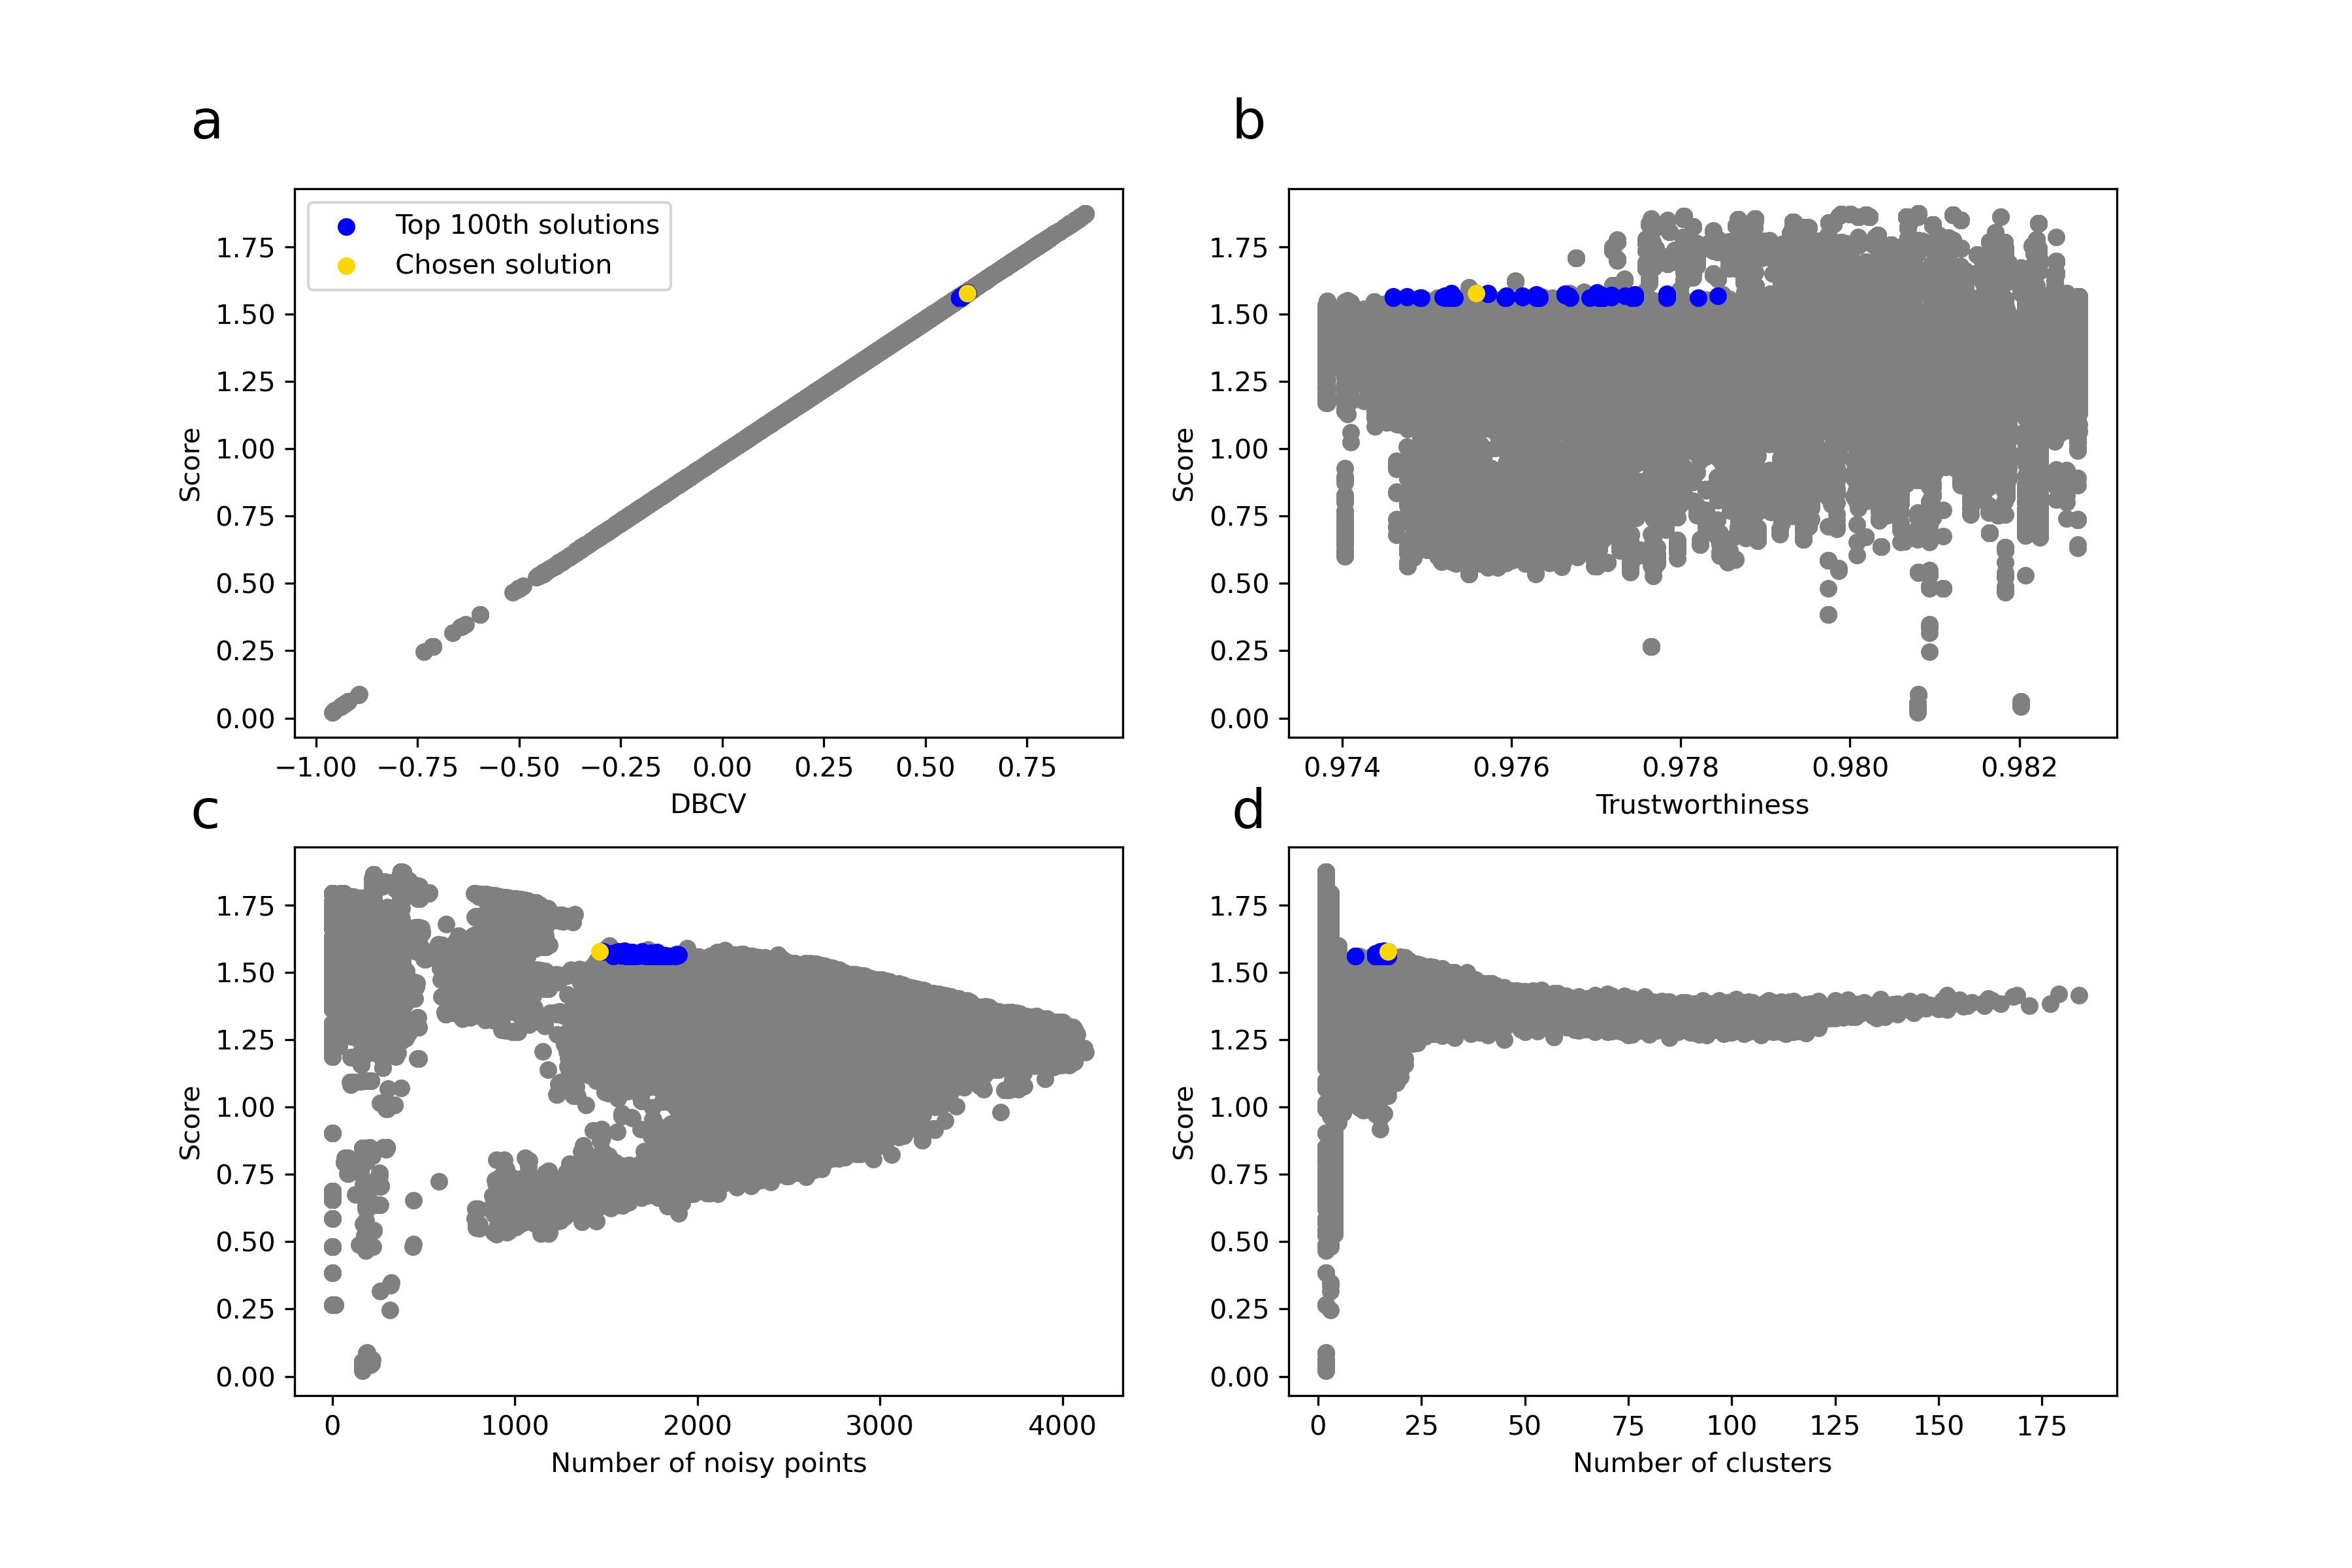 a
Top 100th solutions
Chosen solution
1.75
1.50
1.25
1.00
0.75
0.50
0.25
0.00
Score
−1.00 −0.75 −0.50 −0.25 0.00 0.25 0.50 0.75
DBCV
b
1.75
1.50
1.25
1.00
0.75
0.50
0.25
0.00
Score
0.974 0.976 0.978 0.980 0.982
Trustworthiness
c
1.75
1.50
1.25
1.00
0.75
0.50
0.25
0.00
Score
0 1000 2000 3000 4000
Number of noisy points
d
1.75
1.50
1.25
1.00
0.75
0.50
0.25
0.00
Score
0 25 50 75 100 125 150 175
Number of clusters